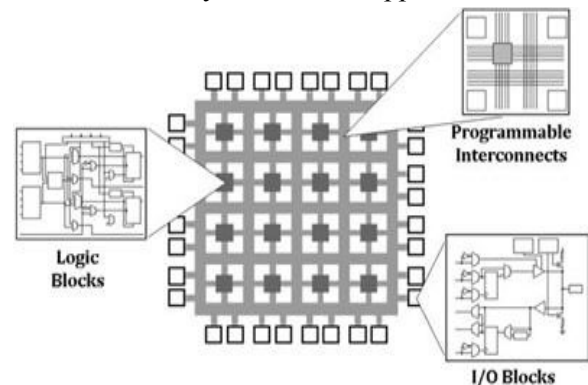 Programmable
Interconnects
Logic
Blocks
I/O Blocks